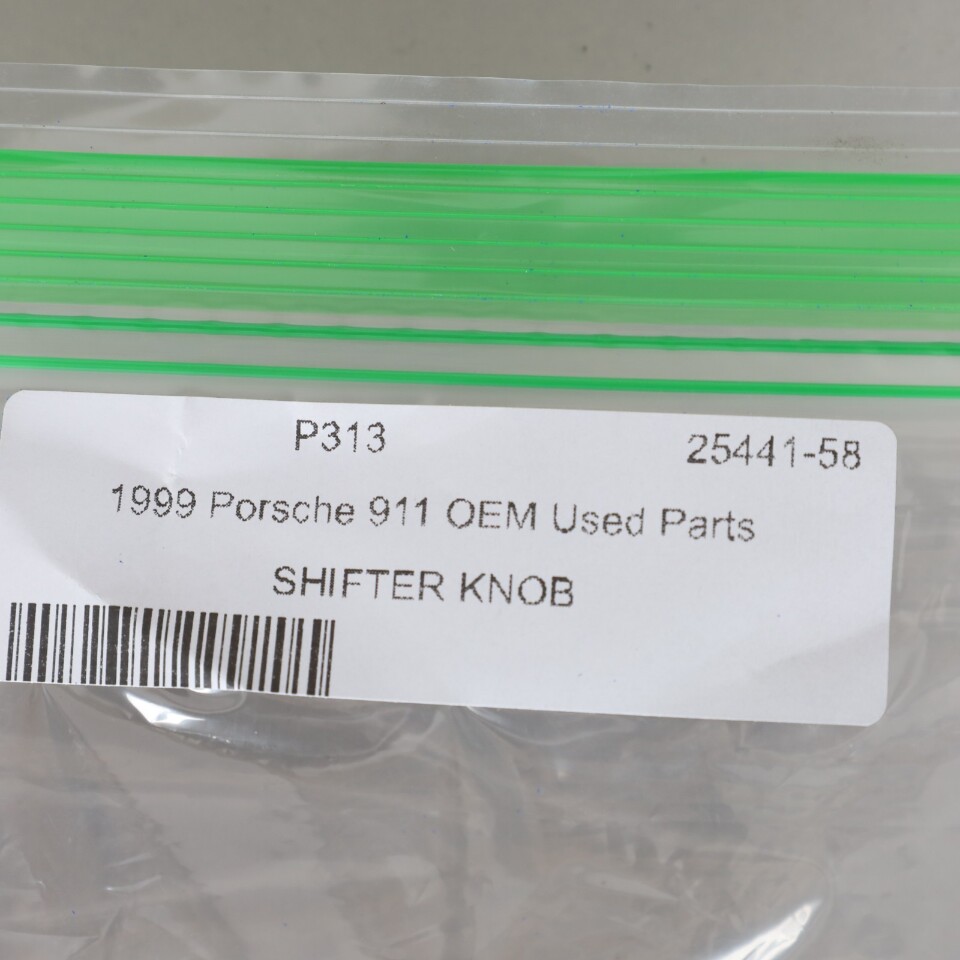 P313 25441-58
1999 Porsche 911 OEM Used Parts
SHIFTER KNOB